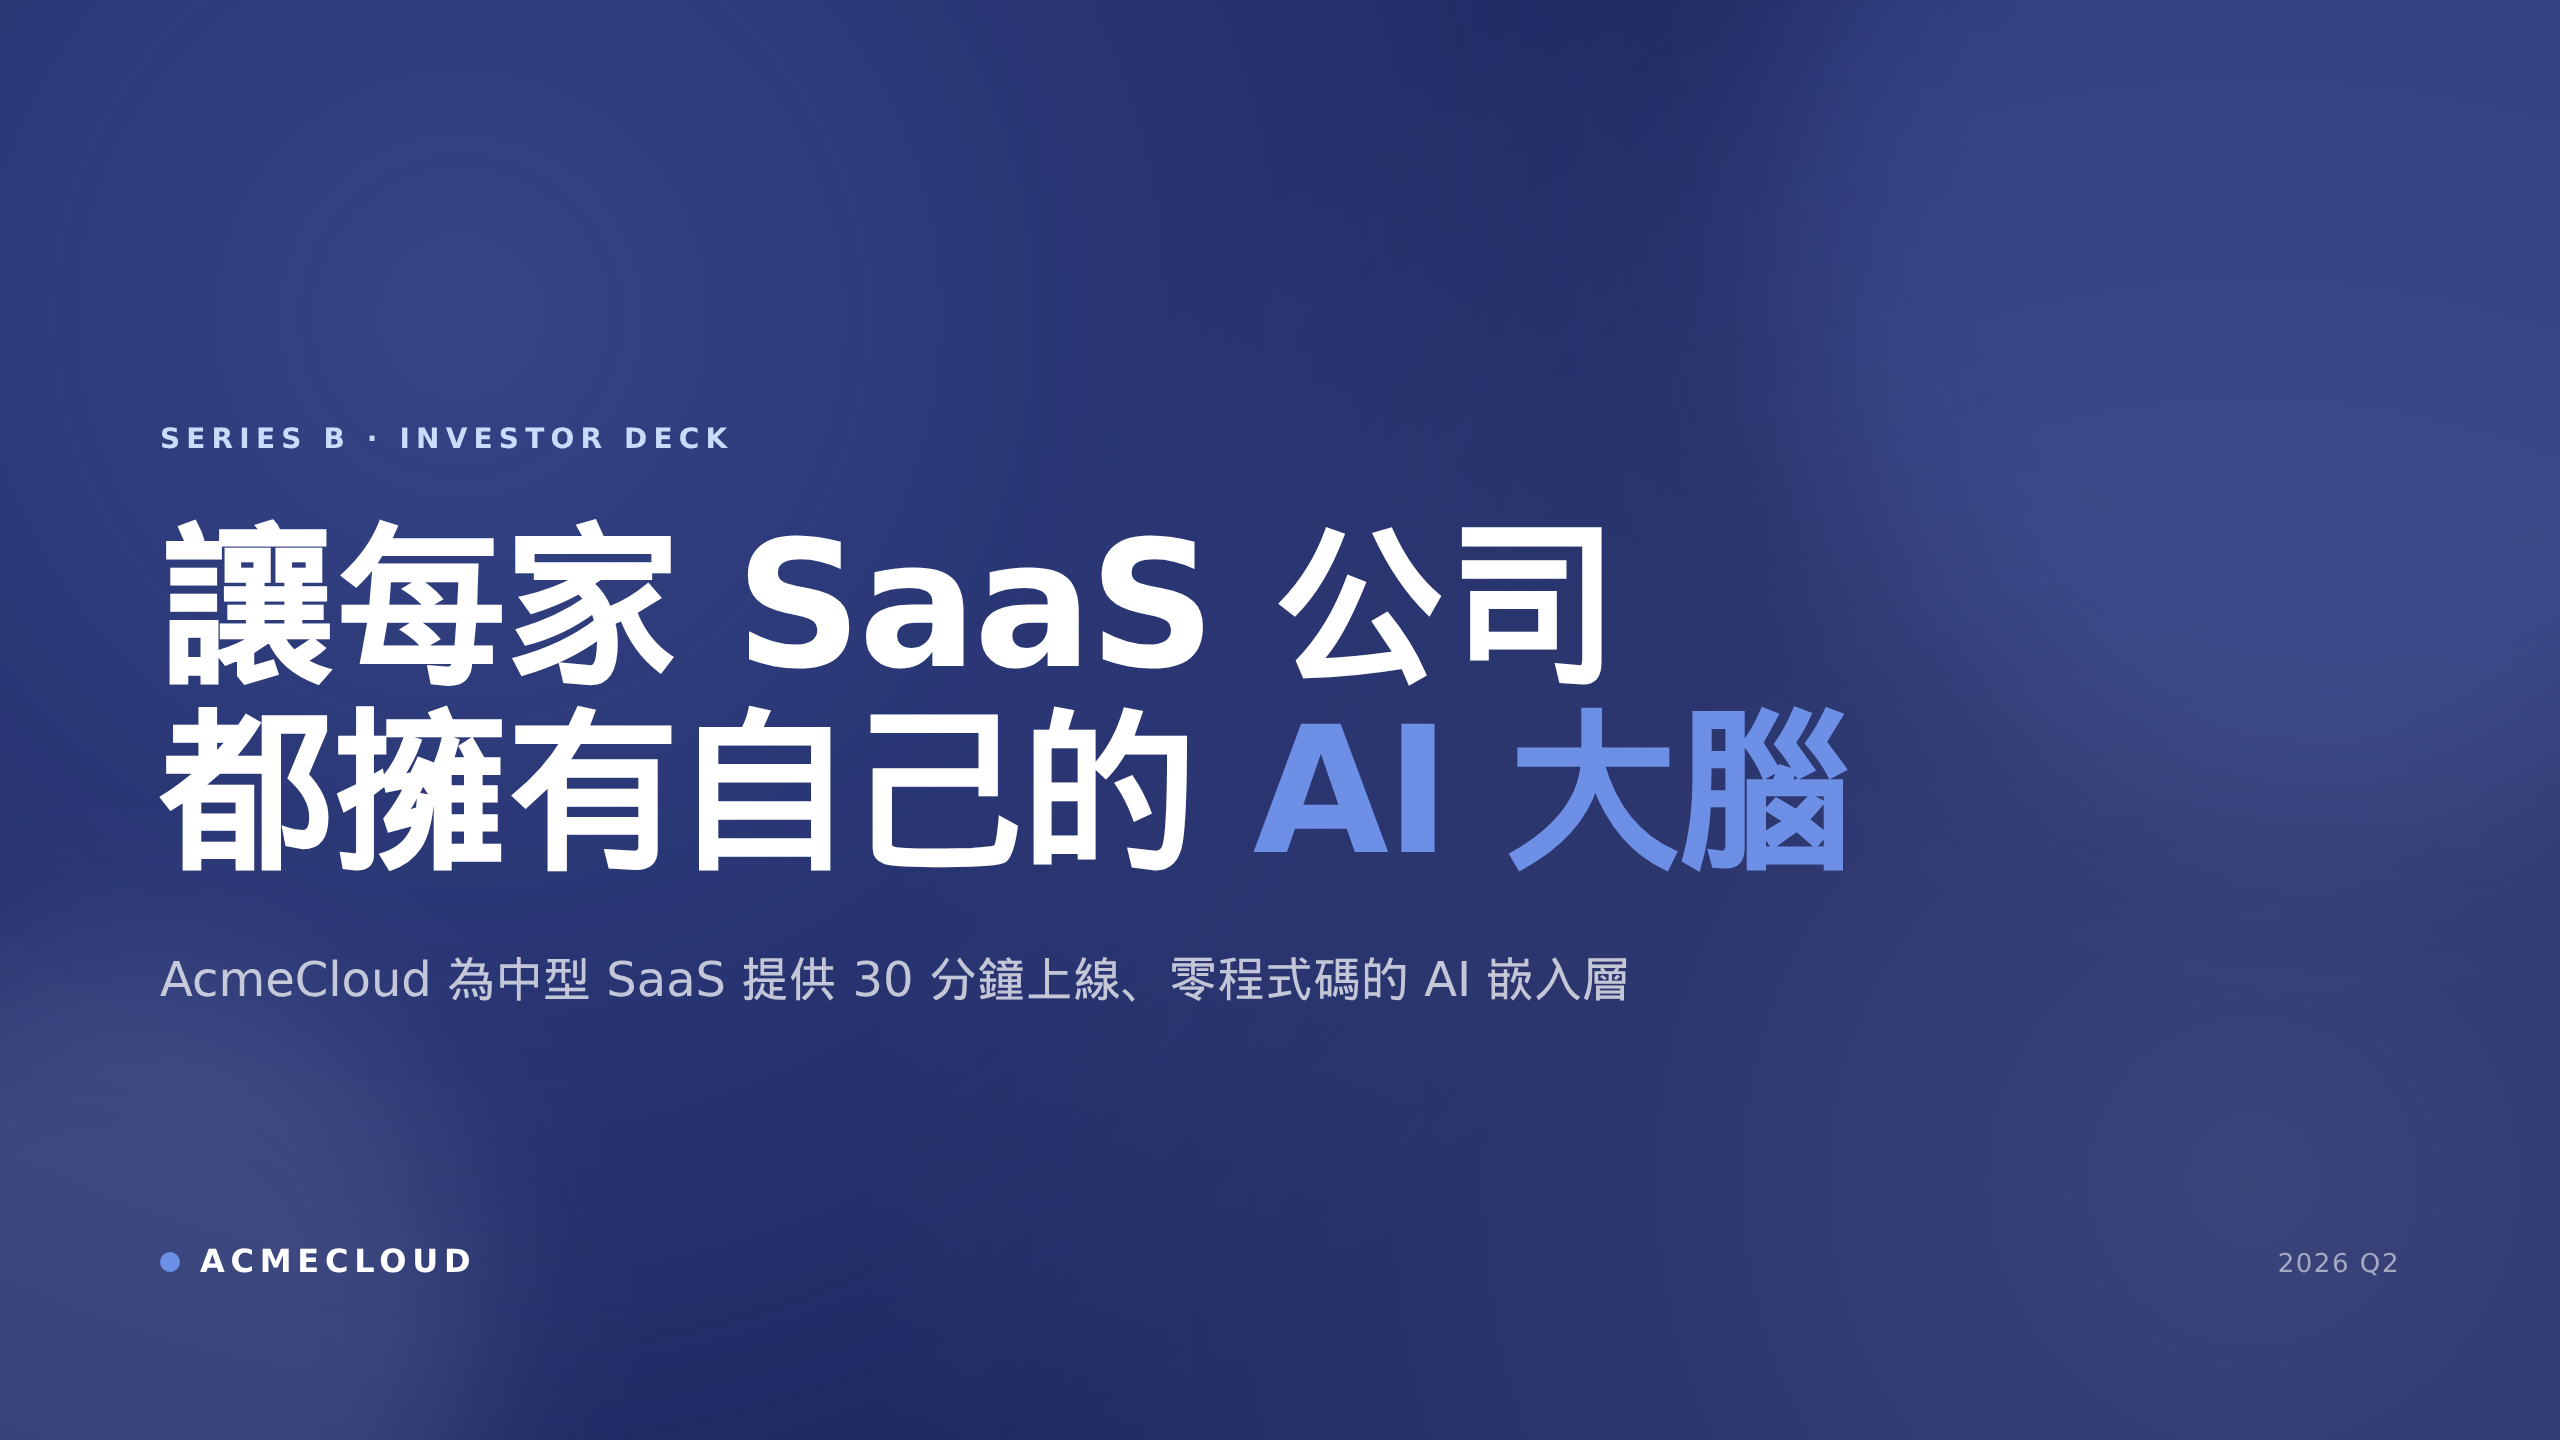 SERIES B · INVESTOR DECK
讓每家 SaaS 公司
都擁有自己的 AI 大腦
AcmeCloud 為中型 SaaS 提供 30 分鐘上線、零程式碼的 AI 嵌入層
ACMECLOUD
2026 Q2